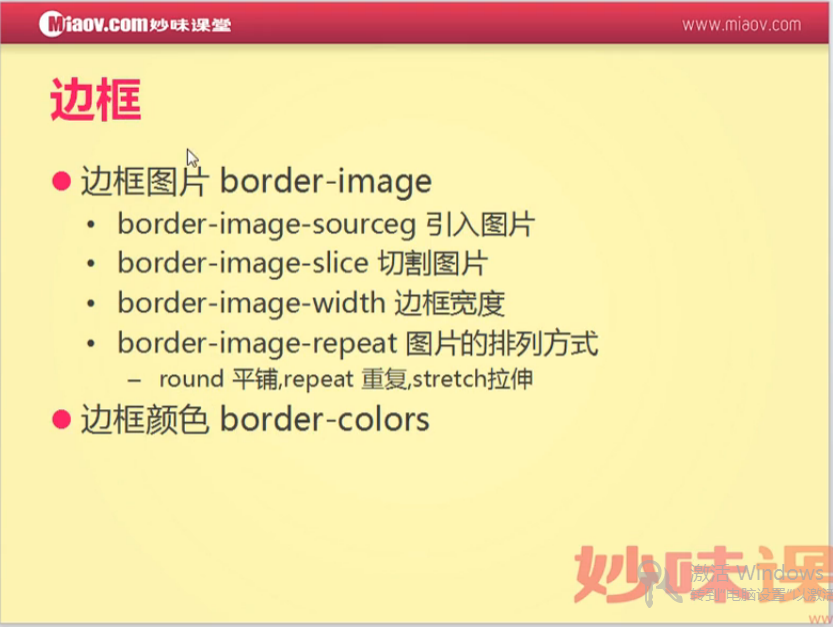 Miaov.com妙味课堂
www.miaov.com
边框
边框图片 border-image
border-image-sourceg 引入图片
border-image-slice 切割图片
border-image-width 边框宽度
border-image-repeat 图片的排列方式
– round 平铺,repeat 重复,stretch拉伸
边框颜色 border-colors
妙味课
激活 Windows
转到"电脑设置"以激活
ww